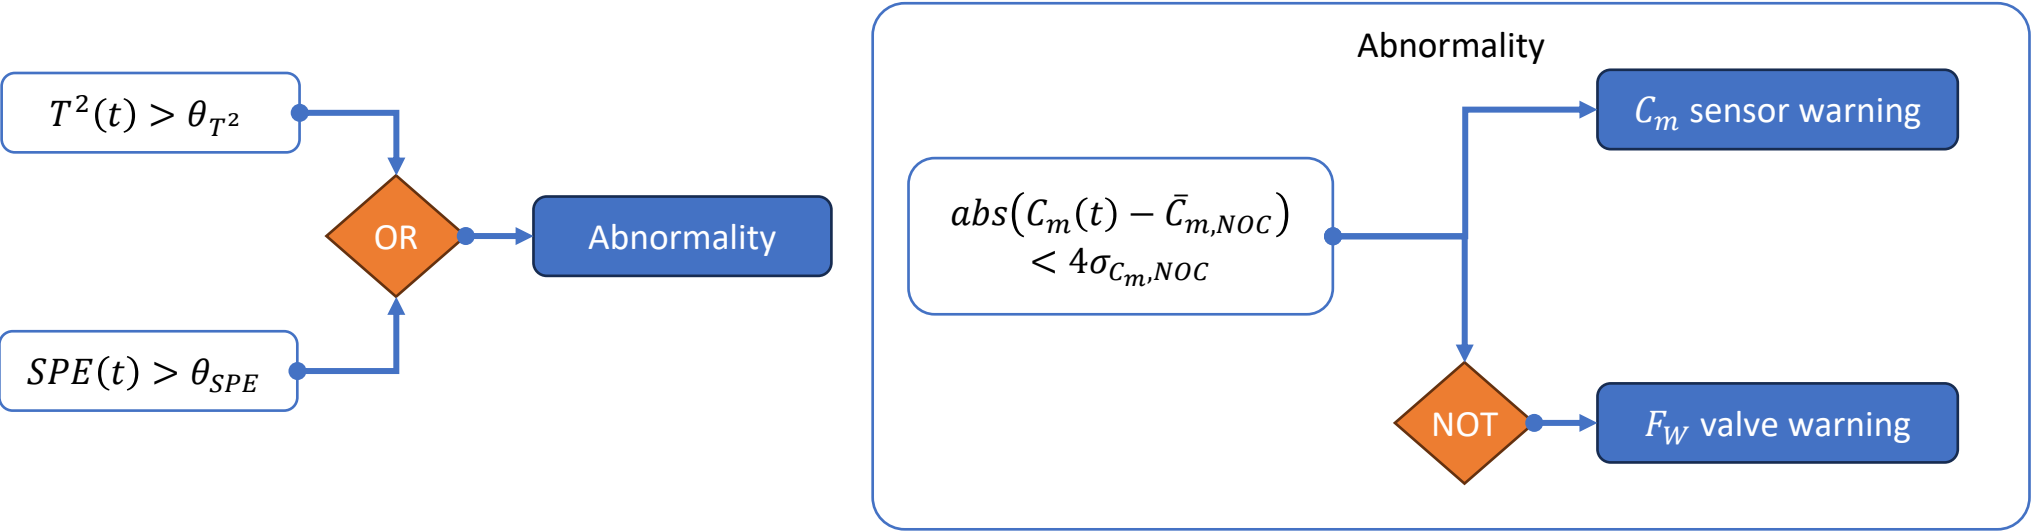 T²(t) > θ_{T²}
OR
Abnormality
SPE(t) > θ_{SPE}
Abnormality
C_m sensor warning
abs(C_m(t) − C̄_{m,NOC})
< 4σ_{C_m,NOC}
NOT
F_W valve warning